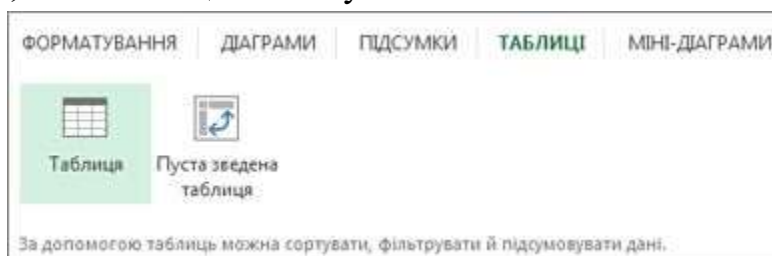 ФОРМАТУВАННЯ ДІАГРАМИ ПІДСУМКИ ТАБЛИЦІ МІНІ-ДІАГРАМИ
Таблиця Пуста зведена
таблиця
За допомогою таблиць можна сортувати, фільтрувати й підсумовувати дані.